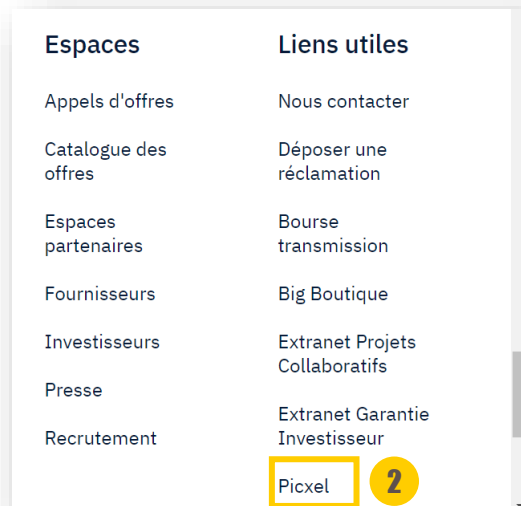 Espaces
Appels d'offres
Catalogue des
offres
Espaces
partenaires
Fournisseurs
Investisseurs
Presse
Recrutement
Liens utiles
Nous contacter
Déposer une
réclamation
Bourse
transmission
Big Boutique
Extranet Projets
Collaboratifs
Extranet Garantie
Investisseur
Picxel
2